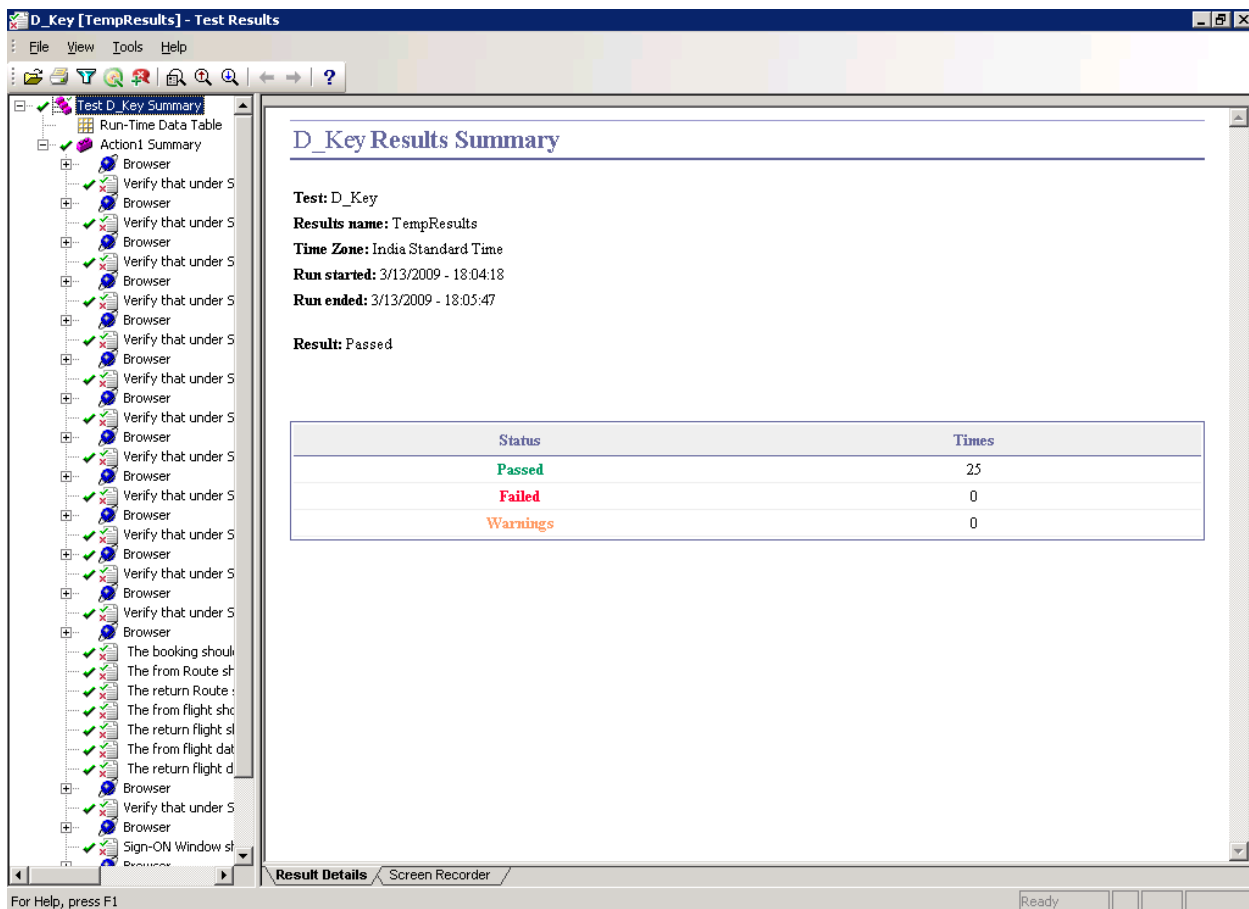 D_Key [TempResults] - Test Results
File View Tools Help
?
Test D_Key Summary
Run-Time Data Table
Action1 Summary
Browser
Verify that under S
Browser
Verify that under S
Browser
Verify that under S
Browser
Verify that under S
Browser
Verify that under S
Browser
Verify that under S
Browser
Verify that under S
Browser
Verify that under S
Browser
Verify that under S
Browser
Verify that under S
Browser
Verify that under S
Browser
Verify that under S
Browser
The booking shoul
The from Route sh
The return Route
The from flight sho
The return flight sl
The from flight dat
The return flight d
Browser
Verify that under S
Browser
Sign-ON Window sh
Browser
D_Key Results Summary
Test: D_Key
Results name: TempResults
Time Zone: India Standard Time
Run started: 3/13/2009 - 18:04:18
Run ended: 3/13/2009 - 18:05:47
Result: Passed
Status Times
Passed 25
Failed 0
Warnings 0
Result Details Screen Recorder
For Help, press F1 Ready